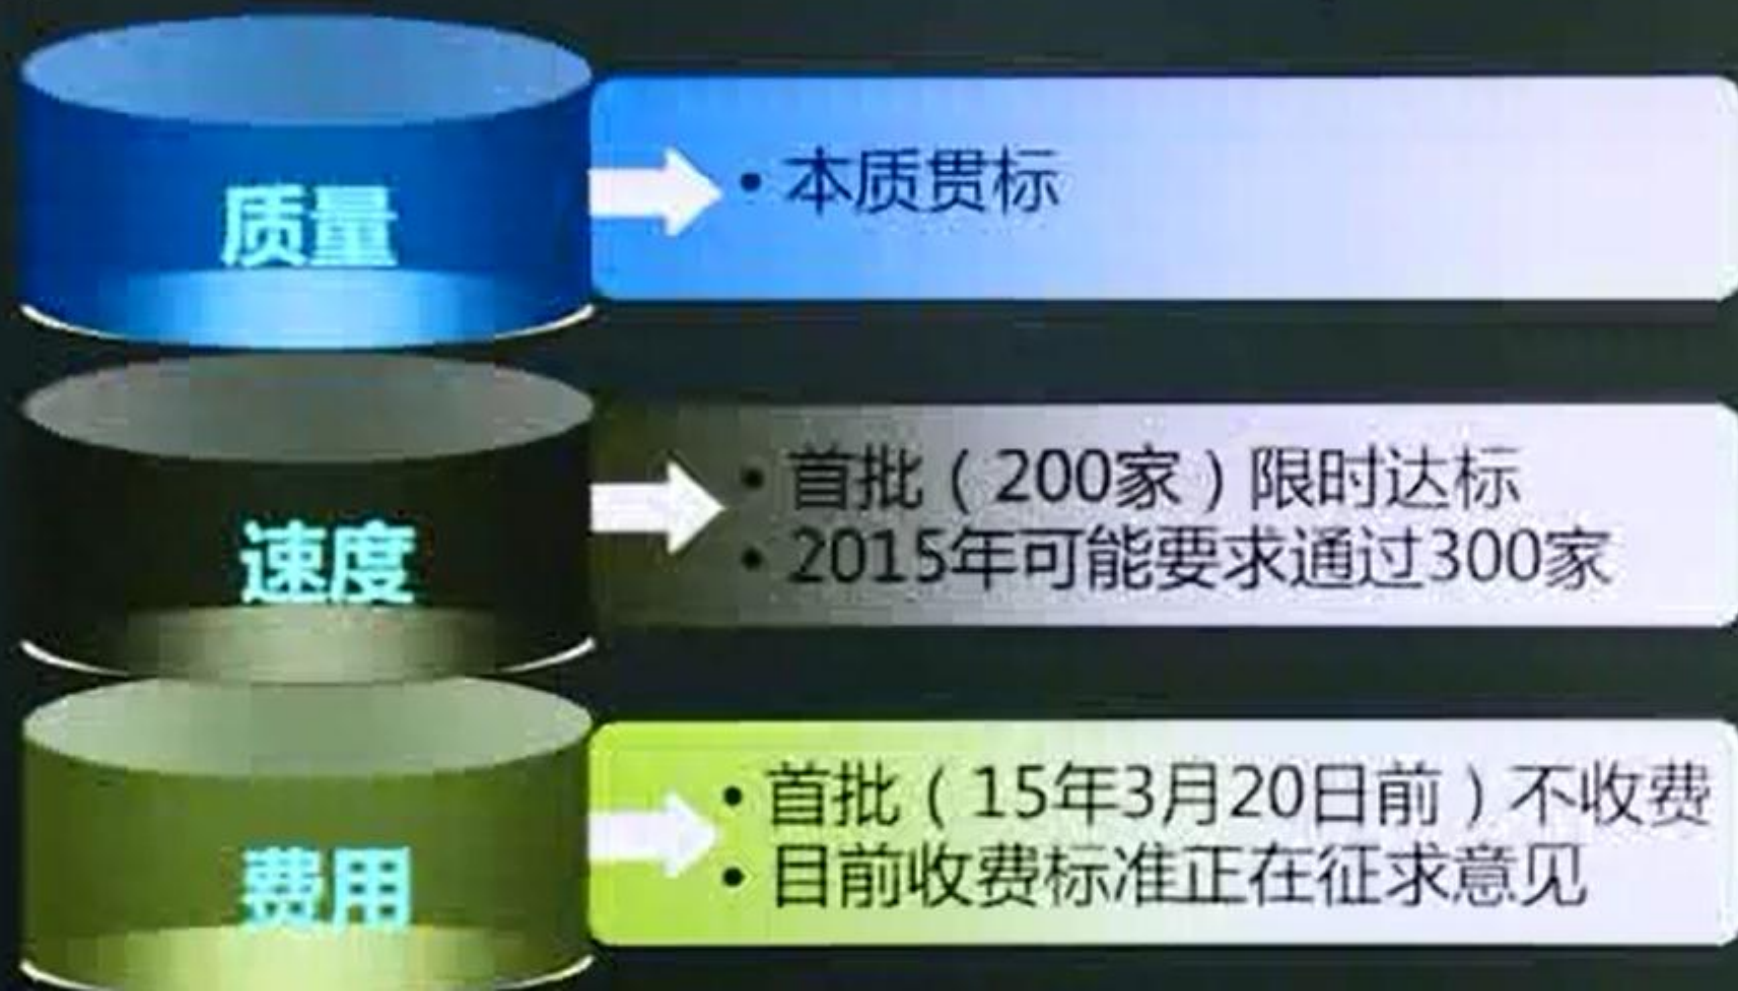 质量
• 本质贯标
速度
• 首批（200家）限时达标
• 2015年可能要求通过300家
费用
• 首批（15年3月20日前）不收费
• 目前收费标准正在征求意见